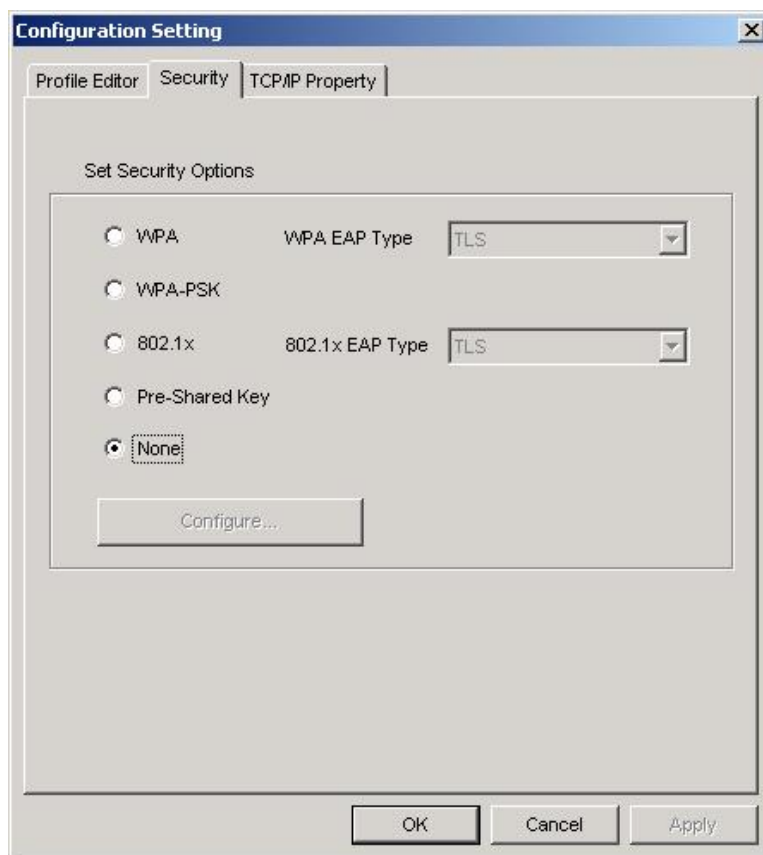 Configuration Setting
Profile Editor Security TCP/IP Property
Set Security Options
WPA WPA EAP Type TLS
WPA-PSK
802.1x 802.1x EAP Type TLS
Pre-Shared Key
None
Configure...
OK Cancel Apply